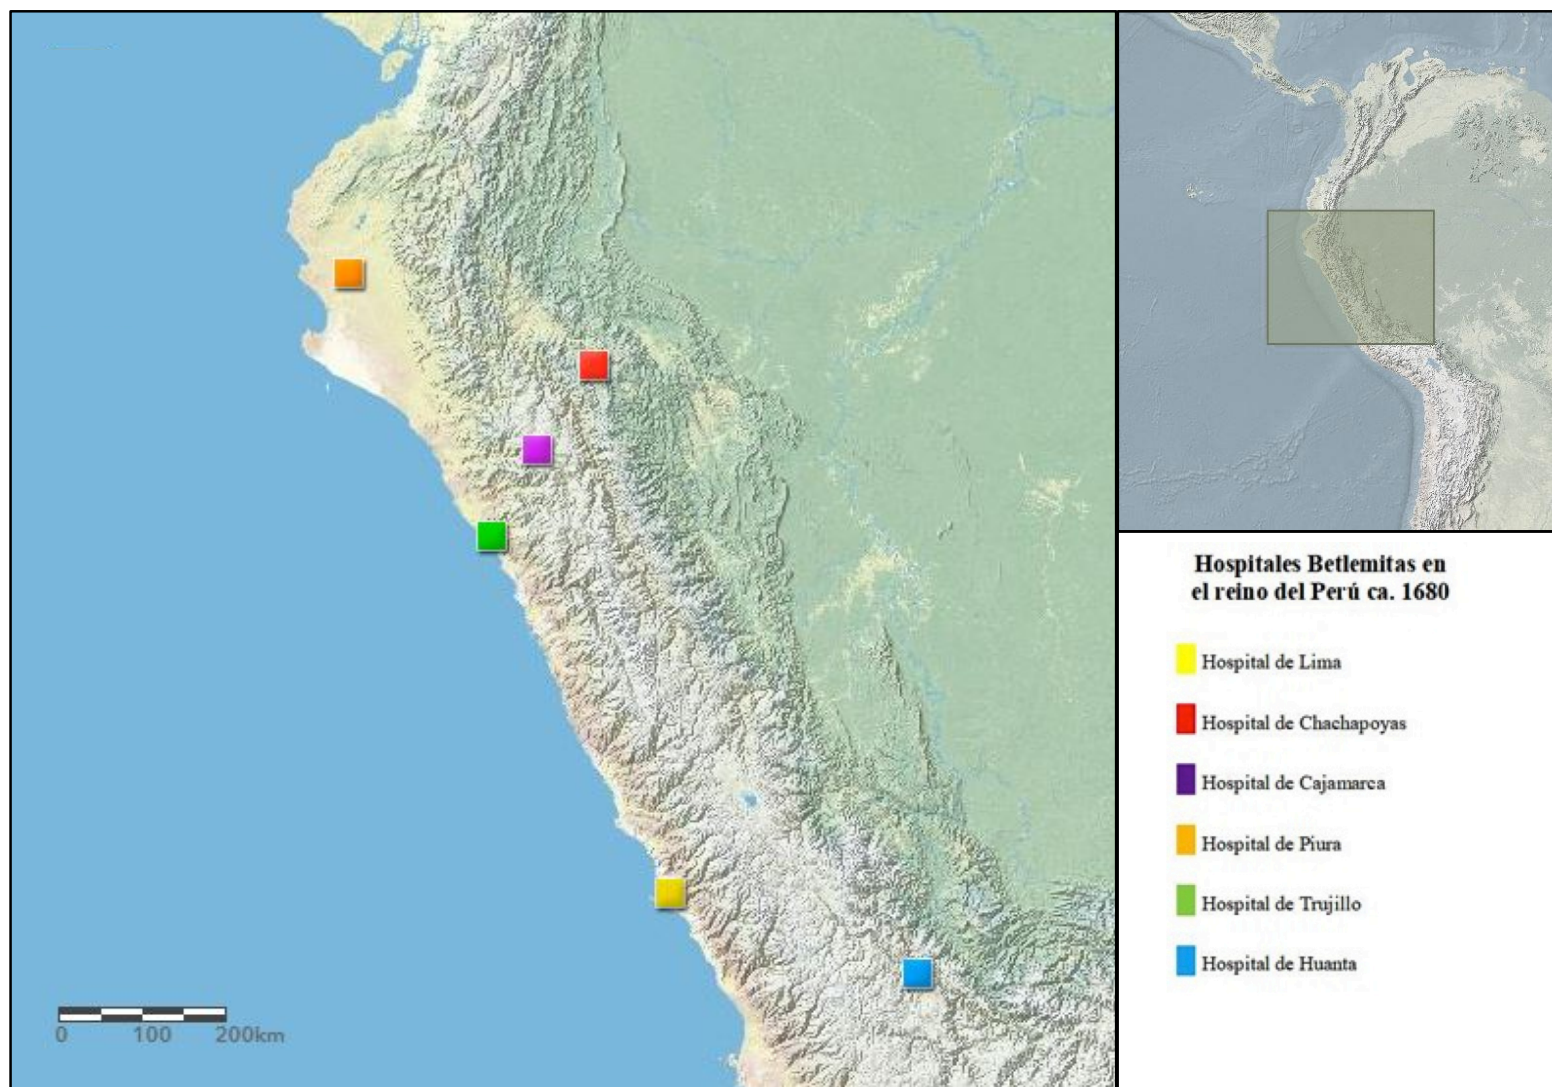 Hospitales Betlemitas en
el reino del Perú ca. 1680
Hospital de Lima
Hospital de Chachapoyas
Hospital de Cajamarca
Hospital de Piura
Hospital de Trujillo
Hospital de Huanta
0 100 200km